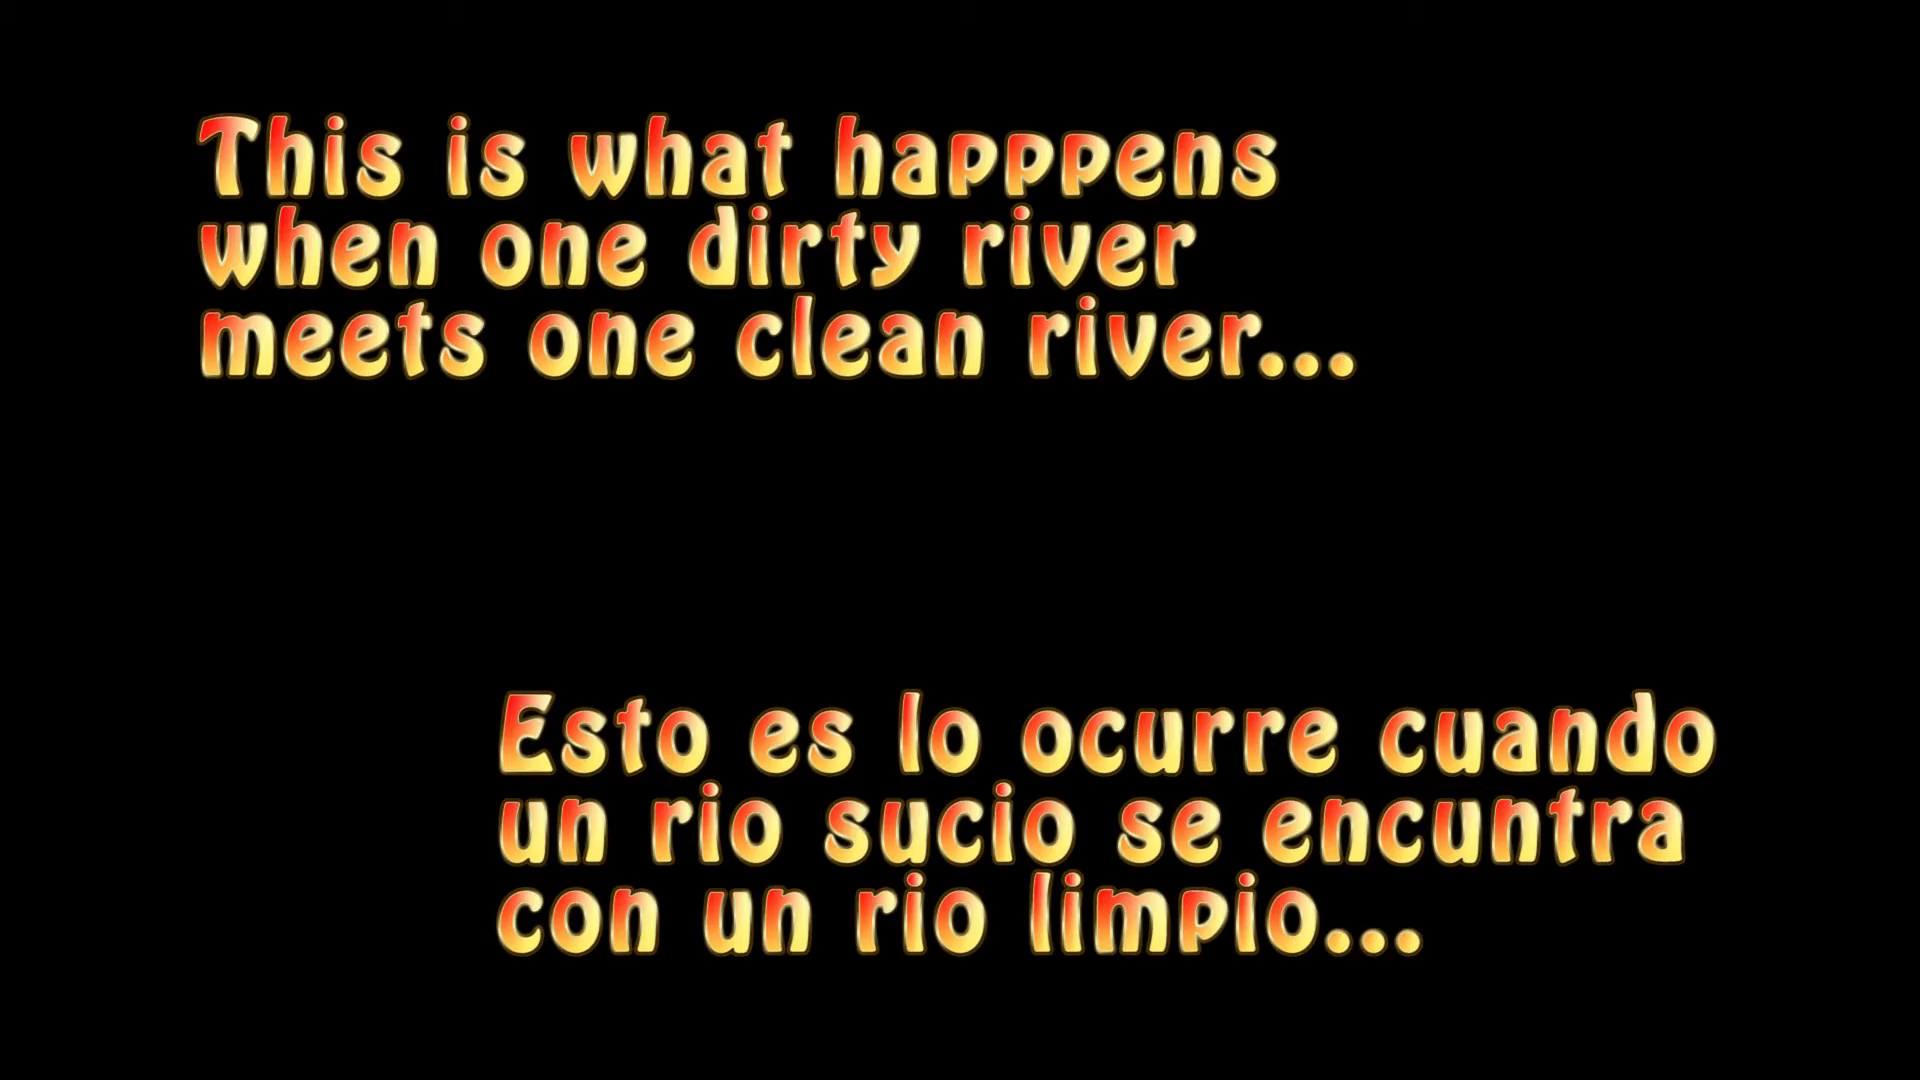 This is what happpens
when one dirty river
meets one clean river...
Esto es lo ocurre cuando
un rio sucio se encuntra
con un rio limpio...